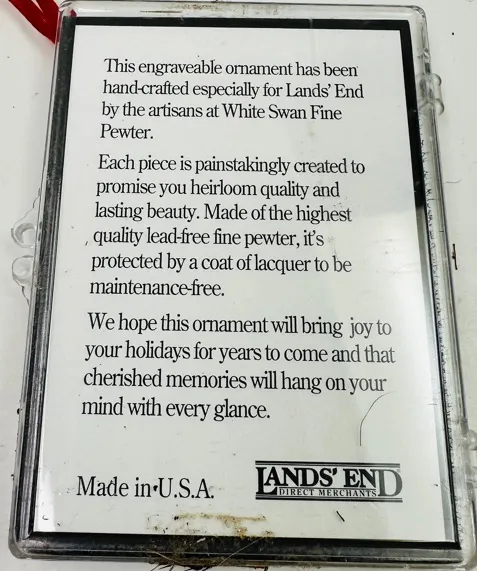 This engraveable ornament has been
hand-crafted especially for Lands' End
by the artisans at White Swan Fine
Pewter.
Each piece is painstakingly created to
promise you heirloom quality and
lasting beauty. Made of the highest
quality lead-free fine pewter, it's
protected by a coat of lacquer to be
maintenance-free.
We hope this ornament will bring joy to
your holidays for years to come and that
cherished memories will hang on your
mind with every glance.
Made in U.S.A.
LANDS' END
DIRECT MERCHANTS